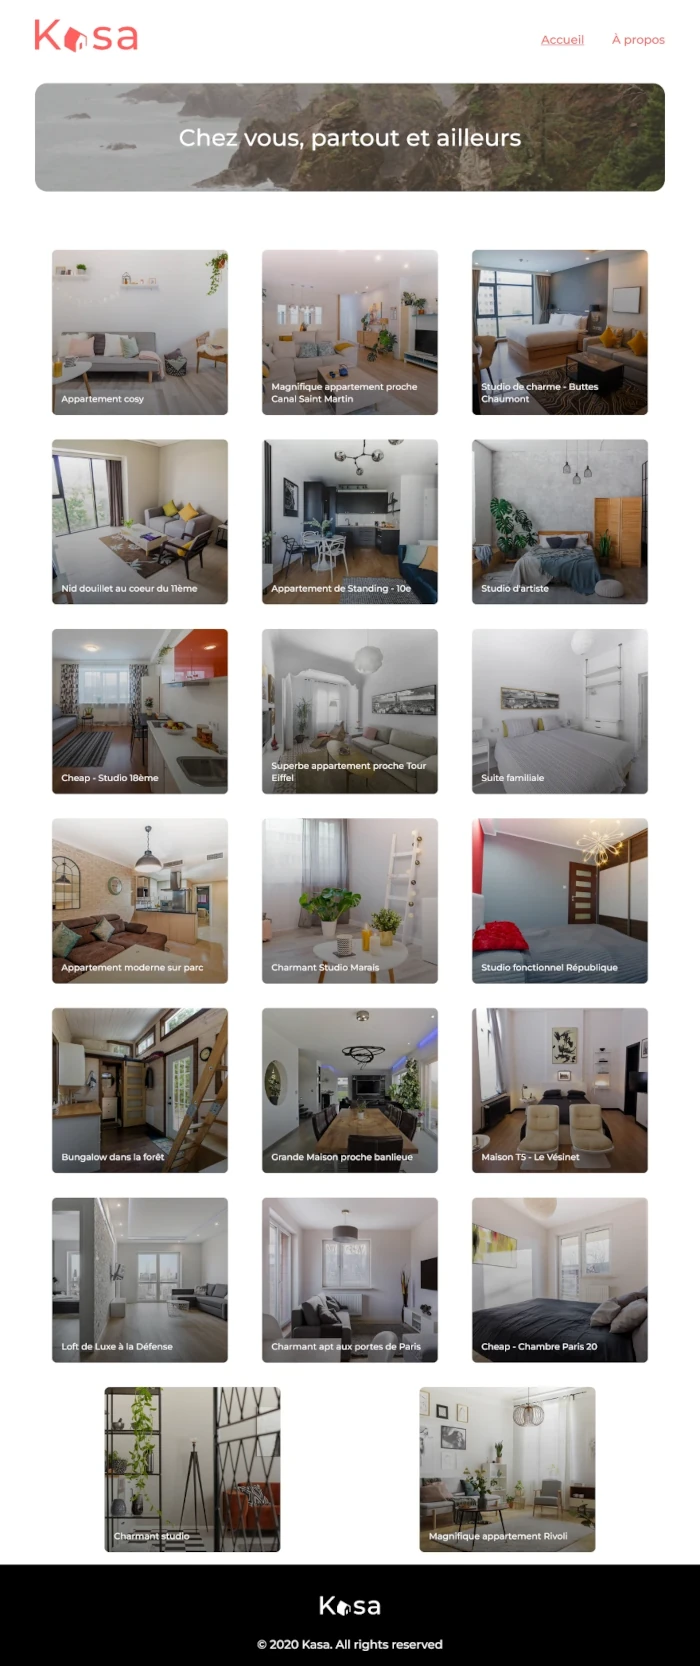 Kasa
Accueil À propos
Chez vous, partout et ailleurs
Appartement cosy
Magnifique appartement proche
Canal Saint Martin
Studio de charme - Buttes
Chaumont
Nid douillet au coeur du 11ème
Appartement de Standing - 10e
Studio d'artiste
Cheap - Studio 18ème
Superbe appartement proche Tour
Eiffel
Suite familiale
Appartement moderne sur parc
Charmant Studio Marais
Studio fonctionnel République
Bungalow dans la forêt
Grande Maison proche banlieue
Maison T5 - Le Vésinet
Loft de Luxe à la Défense
Charmant apt aux portes de Paris
Cheap - Chambre Paris 20
Charmant studio
Magnifique appartement Rivoli
Kasa
© 2020 Kasa. All rights reserved